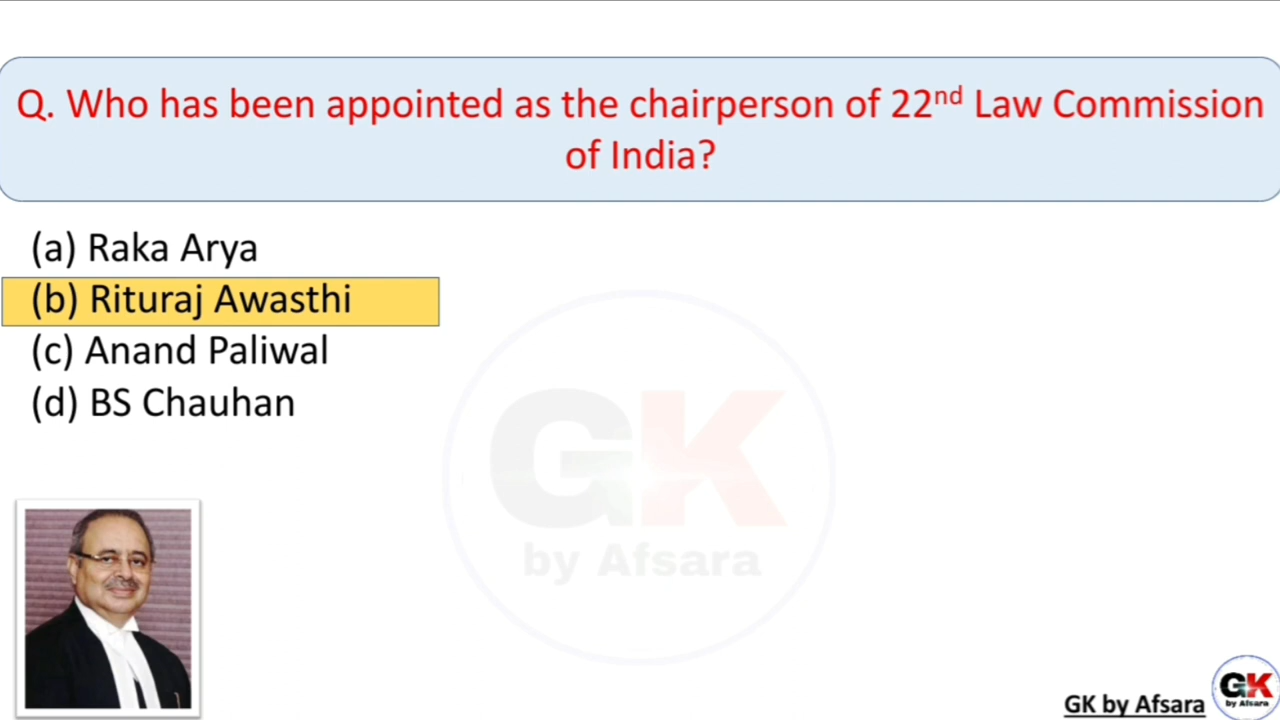 Q. Who has been appointed as the chairperson of 22nd Law Commission
of India?
(a) Raka Arya
(b) Rituraj Awasthi
(c) Anand Paliwal
(d) BS Chauhan
GK
by Afsara
GK by Afsara
GK
by Afsara